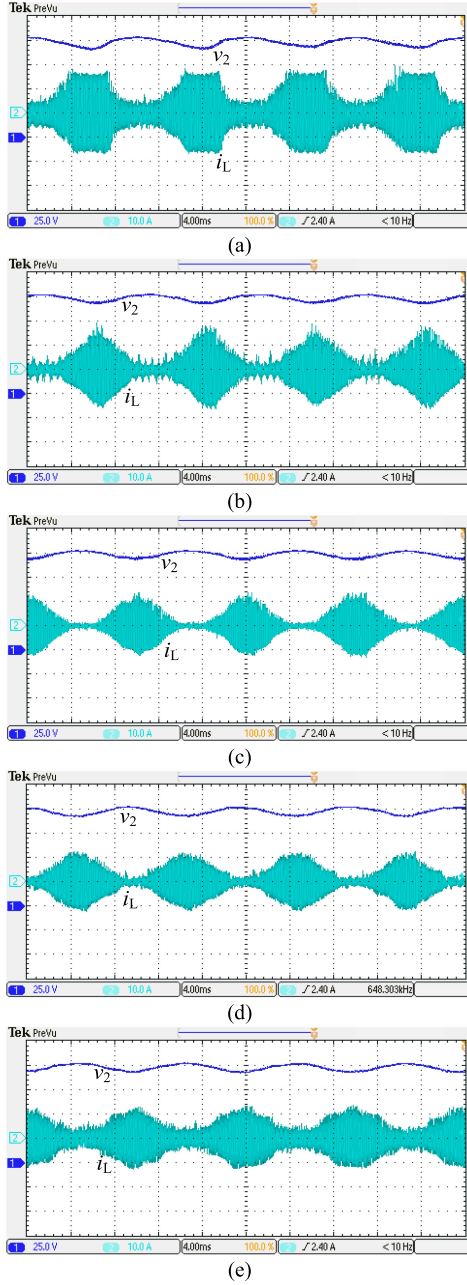 Tek PreVu
v2
2
1
iL
1 25.0 V 2 10.0 A 4.00ms 100.0 % 2 ƒ 2.40 A < 10 Hz
(a)
Tek PreVu
v2
2
1
iL
1 25.0 V 2 10.0 A 4.00ms 100.0 % 2 ƒ 2.40 A < 10 Hz
(b)
Tek PreVu
v2
2
iL
1
1 25.0 V 2 10.0 A 4.00ms 100.0 % 2 ƒ 2.40 A < 10 Hz
(c)
Tek PreVu
v2
2
iL
1
1 25.0 V 2 10.0 A 4.00ms 100.0 % 2 ƒ 2.40 A 648.303kHz
(d)
Tek PreVu
v2
2
iL
1
1 25.0 V 2 10.0 A 4.00ms 100.0 % 2 ƒ 2.40 A < 10 Hz
(e)